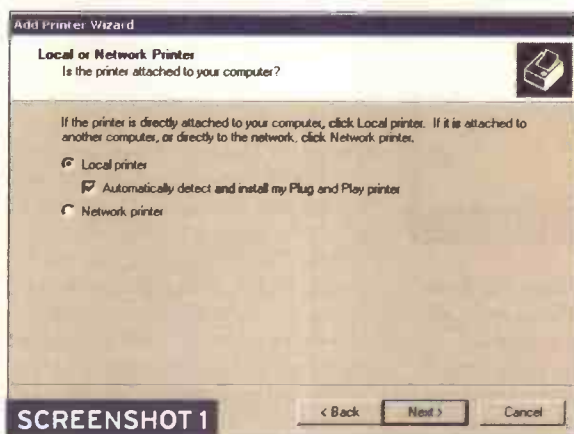 Add Printer Wizard
Local or Network Printer
Is the printer attached to your computer?
If the printer is directly attached to your computer, click Local printer. If it is attached to
another computer, or directly to the network, click Network printer.
Local printer
Automatically detect and install my Plug and Play printer
Network printer
SCREENSHOT 1
< Back
Next >
Cancel